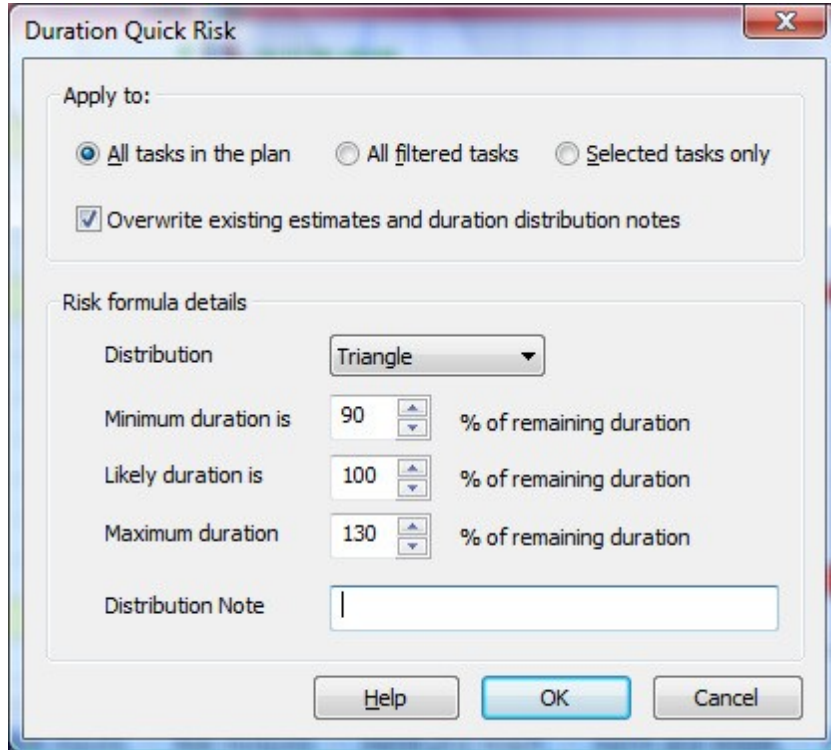 Duration Quick Risk
Apply to:
All tasks in the plan All filtered tasks Selected tasks only
Overwrite existing estimates and duration distribution notes
Risk formula details
Distribution Triangle
Minimum duration is 90 % of remaining duration
Likely duration is 100 % of remaining duration
Maximum duration 130 % of remaining duration
Distribution Note
Help OK Cancel